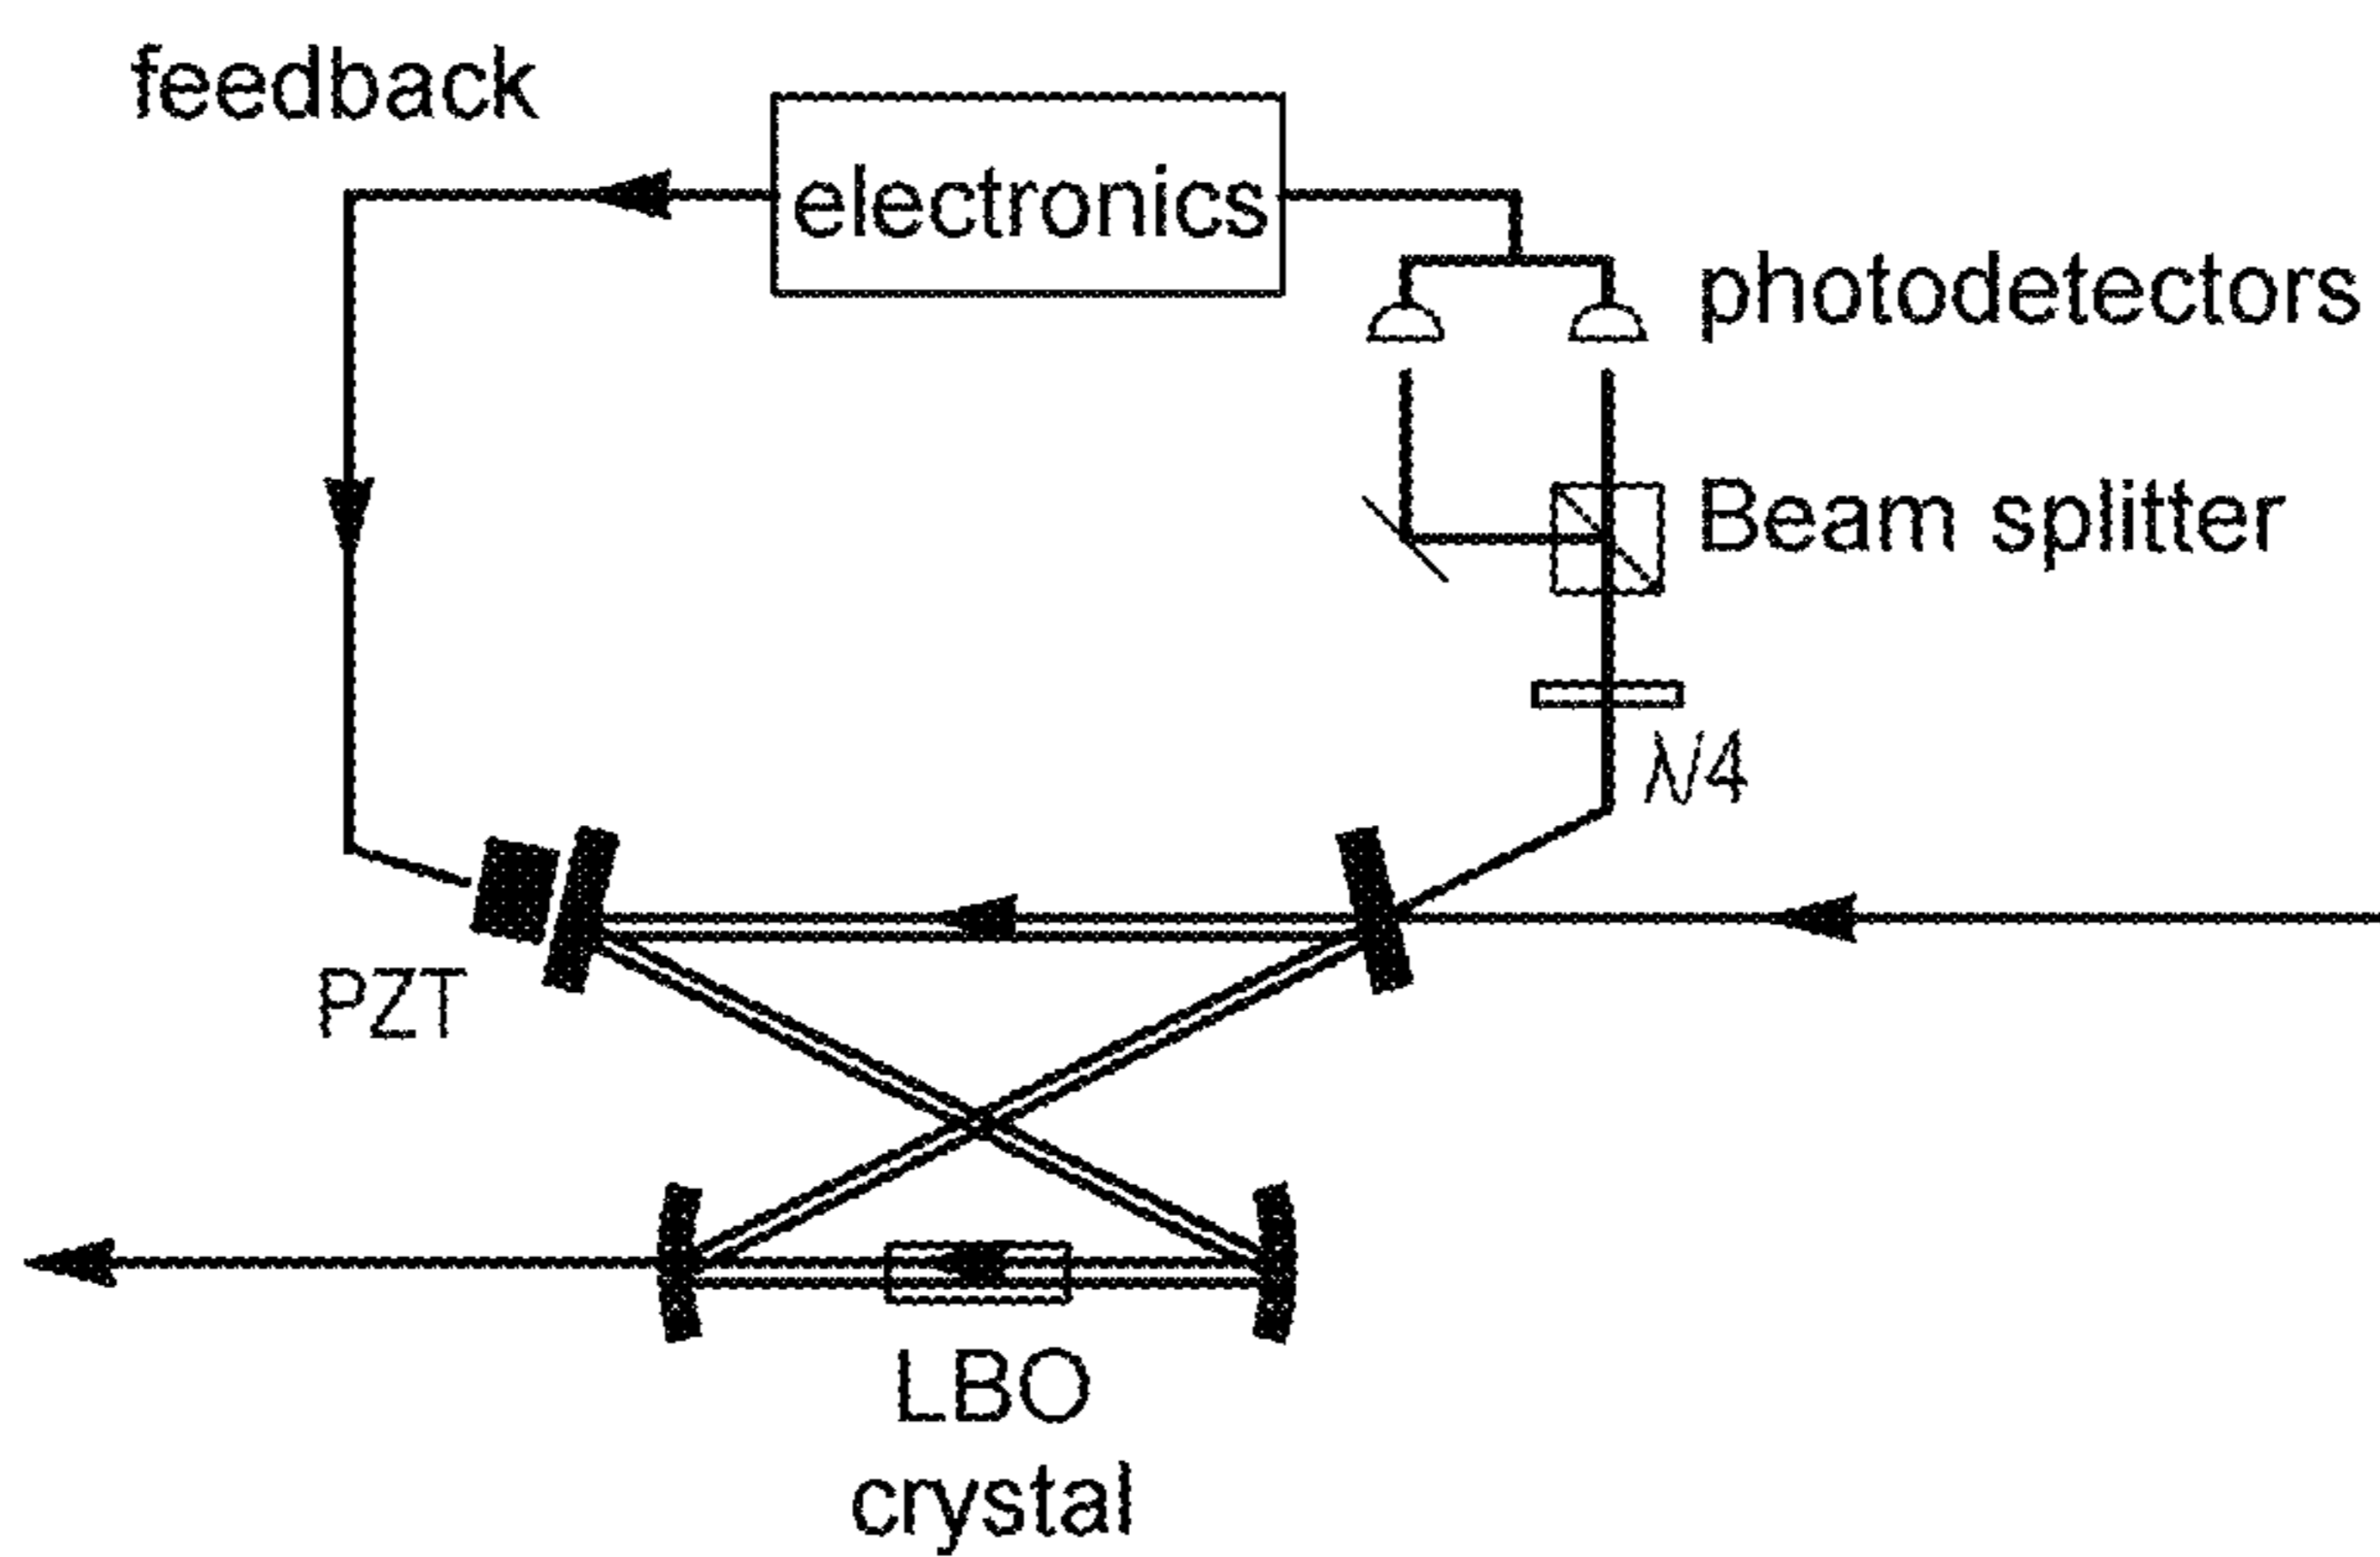 feedback
electronics
photodetectors
Beam splitter
λ/4
PZT
LBO
crystal